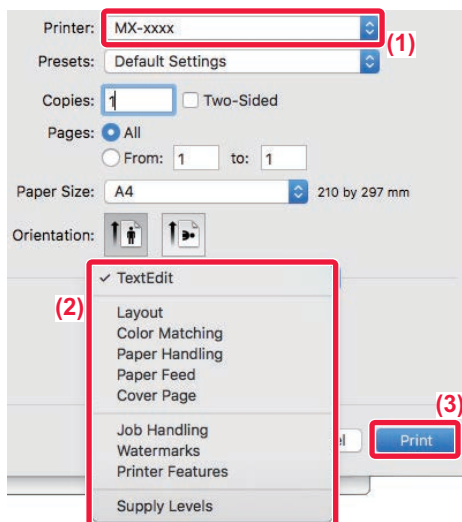 Printer: MX-xxxx
(1)
Presets: Default Settings
Copies: 1 Two-Sided
Pages: All
From: 1 to: 1
Paper Size: A4 210 by 297 mm
Orientation:
(2)
✓ TextEdit
Layout
Color Matching
Paper Handling
Paper Feed
Cover Page
Job Handling
Watermarks
Printer Features
Supply Levels
(3)
el Print